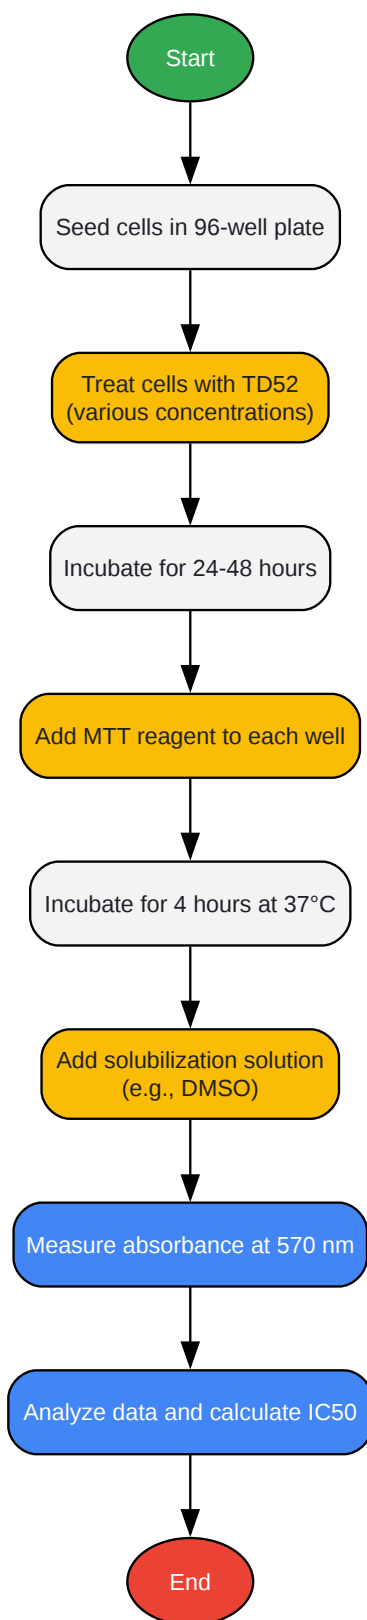 Start
Seed cells in 96-well plate
Treat cells with TD52
(various concentrations)
Incubate for 24-48 hours
Add MTT reagent to each well
Incubate for 4 hours at 37°C
Add solubilization solution
(e.g., DMSO)
Measure absorbance at 570 nm
Analyze data and calculate IC50
End